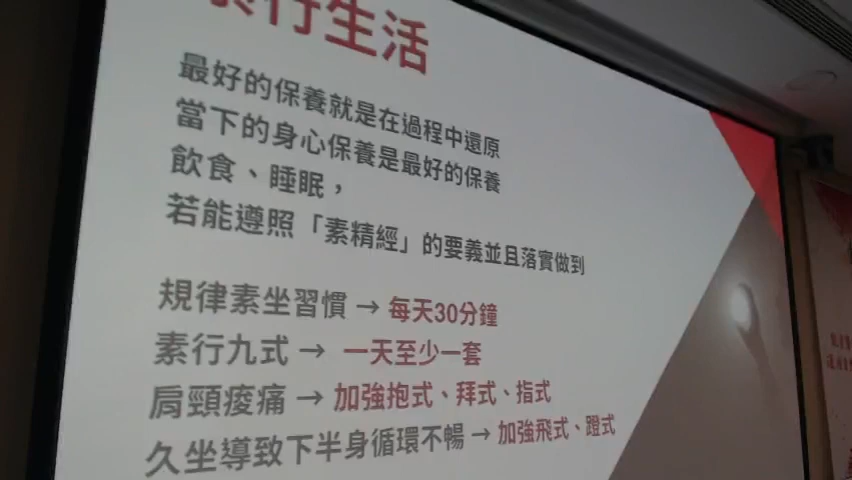 行生活
最好的保養就是在過程中還原
當下的身心保養是最好的保養
飲食、睡眠，
若能遵照「素精經」的要義並且落實做到
規律素坐習慣 → 每天30分鐘
素行九式 → 一天至少一套
肩頸痠痛 → 加強抱式、拜式、指式
久坐導致下半身循環不暢 → 加強飛式、蹬式